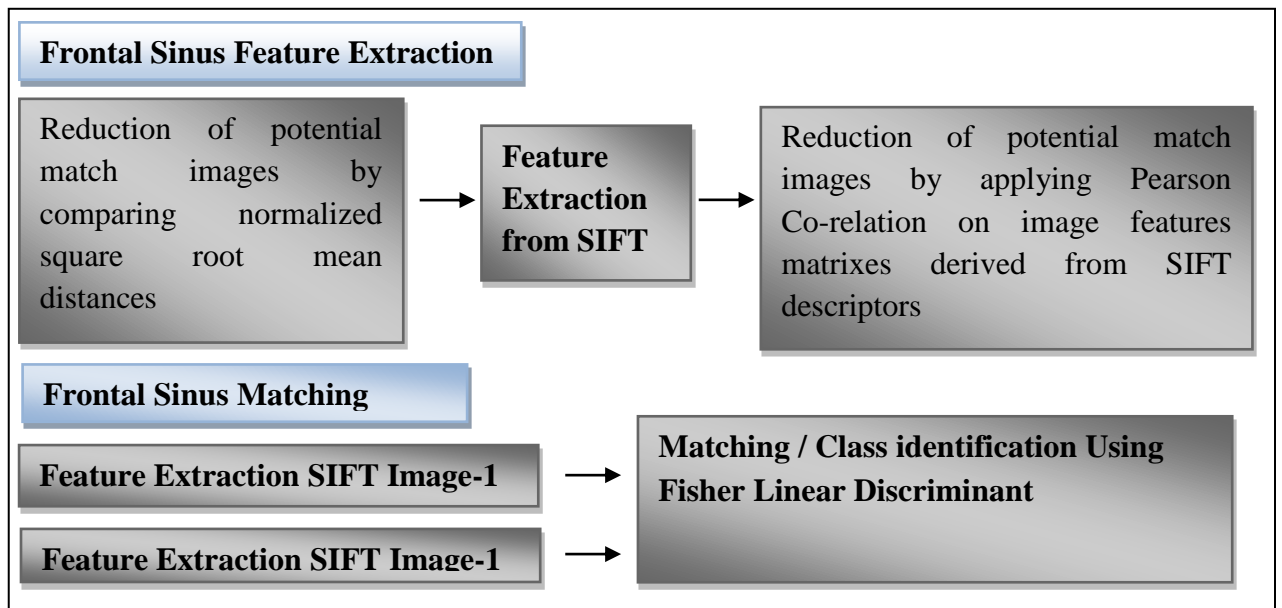 Frontal Sinus Feature Extraction
Reduction of potential
match images by
comparing normalized
square root mean
distances
Feature
Extraction
from SIFT
Reduction of potential match
images by applying Pearson
Co-relation on image features
matrixes derived from SIFT
descriptors
Frontal Sinus Matching
Feature Extraction SIFT Image-1
Feature Extraction SIFT Image-1
Matching / Class identification Using
Fisher Linear Discriminant